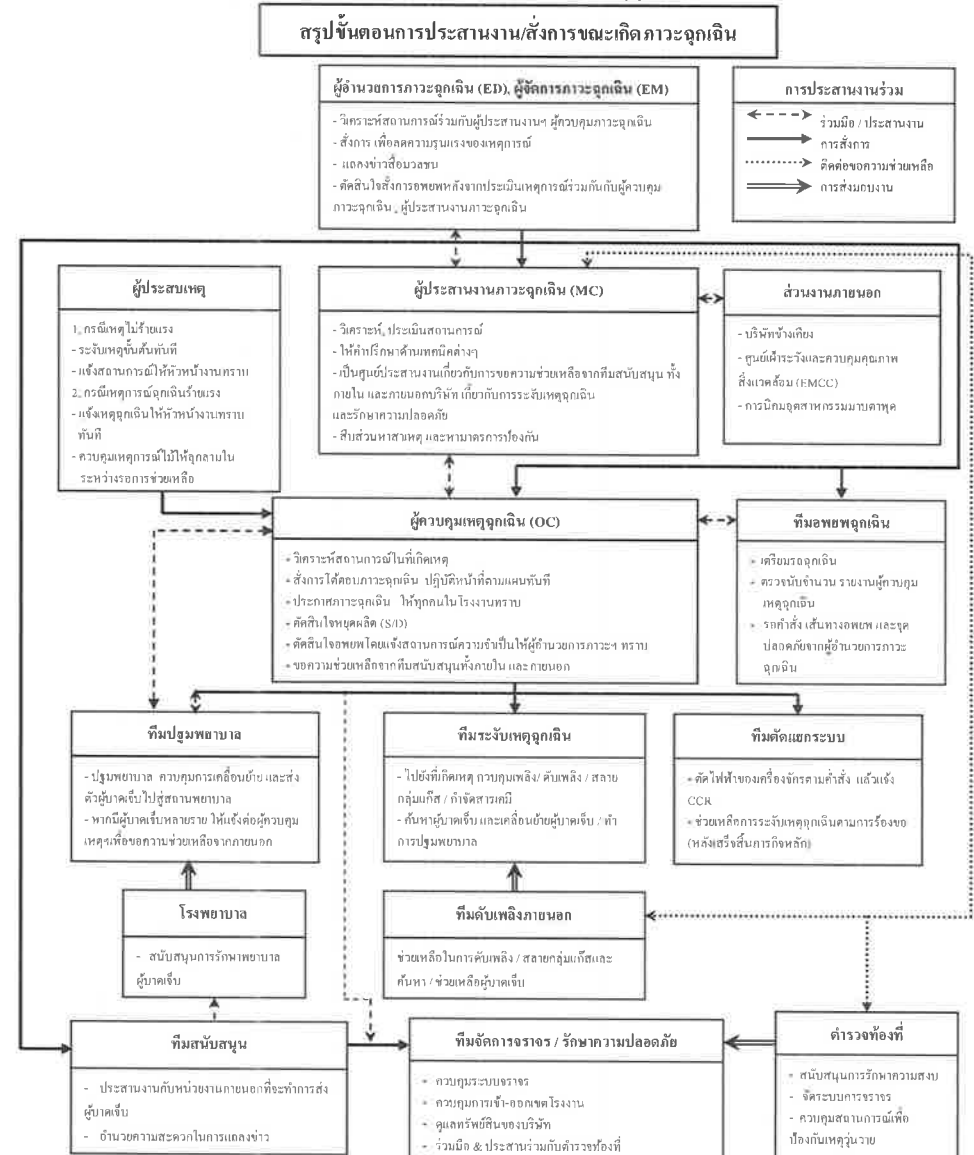 สรุปขั้นตอนการประสานงาน/สั่งการขณะเกิดภาวะฉุกเฉิน
ผู้อำนวยการภาวะฉุกเฉิน (ED), ผู้จัดการภาวะฉุกเฉิน (EM)
- วิเคราะห์สถานการณ์ร่วมกับผู้ประสานงานฯ ผู้ควบคุมภาวะฉุกเฉิน
- สั่งการ เพื่อลดความรุนแรงของเหตุการณ์
- แถลงข่าวสื่อมวลชน
- ตัดสินใจสั่งการอพยพหลังจากประเมินเหตุการณ์ร่วมกันกับผู้ควบคุม
ภาวะฉุกเฉิน, ผู้ประสานงานภาวะฉุกเฉิน
การประสานงานร่วม
ร่วมมือ / ประสานงาน
การสั่งการ
ติดต่อขอความช่วยเหลือ
การส่งมอบงาน
ผู้ประสบเหตุ
1. กรณีเหตุไม่ร้ายแรง
- ระงับเหตุขั้นต้นทันที
- แจ้งสถานการณ์ให้หัวหน้างานทราบ
2. กรณีเหตุการณ์ฉุกเฉินร้ายแรง
- แจ้งเหตุฉุกเฉินให้หัวหน้างานทราบ
ทันที
- ควบคุมเหตุการณ์ไม่ให้ลุกลามใน
ระหว่างรอการช่วยเหลือ
ผู้ประสานงานภาวะฉุกเฉิน (MC)
- วิเคราะห์, ประเมินสถานการณ์
- ให้คำปรึกษาด้านเทคนิคต่างๆ
- เป็นศูนย์ประสานงานเกี่ยวกับการขอความช่วยเหลือจากทีมสนับสนุน ทั้ง
ภายใน และภายนอกบริษัท เกี่ยวกับการระงับเหตุฉุกเฉิน
และรักษาความปลอดภัย
- สืบสวนหาสาเหตุ และหามาตรการป้องกัน
ส่วนงานภายนอก
- บริษัทข้างเคียง
- ศูนย์เฝ้าระวังและควบคุมคุณภาพ
สิ่งแวดล้อม (EMCC)
- การนิคมอุตสาหกรรมมาบตาพุด
ผู้ควบคุมเหตุฉุกเฉิน (OC)
- วิเคราะห์สถานการณ์ในที่เกิดเหตุ
- สั่งการโต้ตอบภาวะฉุกเฉิน ปฏิบัติหน้าที่ตามแผนทันที
- ประกาศภาวะฉุกเฉิน ให้ทุกคนในโรงงานทราบ
- ตัดสินใจหยุดผลิต (S/D)
- ตัดสินใจอพยพโดยแจ้งสถานการณ์ความจำเป็นให้ผู้อำนวยการภาวะฯ ทราบ
- ขอความช่วยเหลือจากทีมสนับสนุนทั้งภายใน และภายนอก
ทีมอพยพฉุกเฉิน
- เตรียมรถฉุกเฉิน
- ตรวจนับจำนวน รายงานผู้ควบคุม
เหตุฉุกเฉิน
- รอคำสั่ง เส้นทางอพยพ และจุด
ปลอดภัยจากผู้อำนวยการภาวะ
ฉุกเฉิน
ทีมปฐมพยาบาล
- ปฐมพยาบาล ควบคุมการเคลื่อนย้าย และส่ง
ตัวผู้บาดเจ็บไปสู่สถานพยาบาล
- หากมีผู้บาดเจ็บหลายราย ให้แจ้งต่อผู้ควบคุม
เหตุฯเพื่อขอความช่วยเหลือจากภายนอก
ทีมระงับเหตุฉุกเฉิน
- ไปยังที่เกิดเหตุ ควบคุมเพลิง/ ดับเพลิง / สลาย
กลุ่มแก๊ส / กำจัดสารเคมี
- ค้นหาผู้บาดเจ็บ และเคลื่อนย้ายผู้บาดเจ็บ / ทำ
การปฐมพยาบาล
ทีมตัดแยกระบบ
- ตัดไฟฟ้าของเครื่องจักรตามคำสั่ง แล้วแจ้ง
CCR
- ช่วยเหลือการระงับเหตุฉุกเฉินตามการร้องขอ
(หลังเสร็จสิ้นภารกิจหลัก)
โรงพยาบาล
- สนับสนุนการรักษาพยาบาล
ผู้บาดเจ็บ
ทีมดับเพลิงภายนอก
ช่วยเหลือในการดับเพลิง / สลายกลุ่มแก๊สและ
ค้นหา / ช่วยเหลือผู้บาดเจ็บ
ทีมสนับสนุน
- ประสานงานกับหน่วยงานภายนอกที่จะทำการส่ง
ผู้บาดเจ็บ
- อำนวยความสะดวกในการแถลงข่าว
ทีมจัดการจราจร / รักษาความปลอดภัย
- ควบคุมระบบจราจร
- ควบคุมการเข้า-ออกเขตโรงงาน
- ดูแลทรัพย์สินของบริษัท
- ร่วมมือ & ประสานร่วมกับตำรวจท้องที่
ตำรวจท้องที่
- สนับสนุนการรักษาความสงบ
- จัดระบบการจราจร
- ควบคุมสถานการณ์เพื่อ
ป้องกันเหตุวุ่นวาย